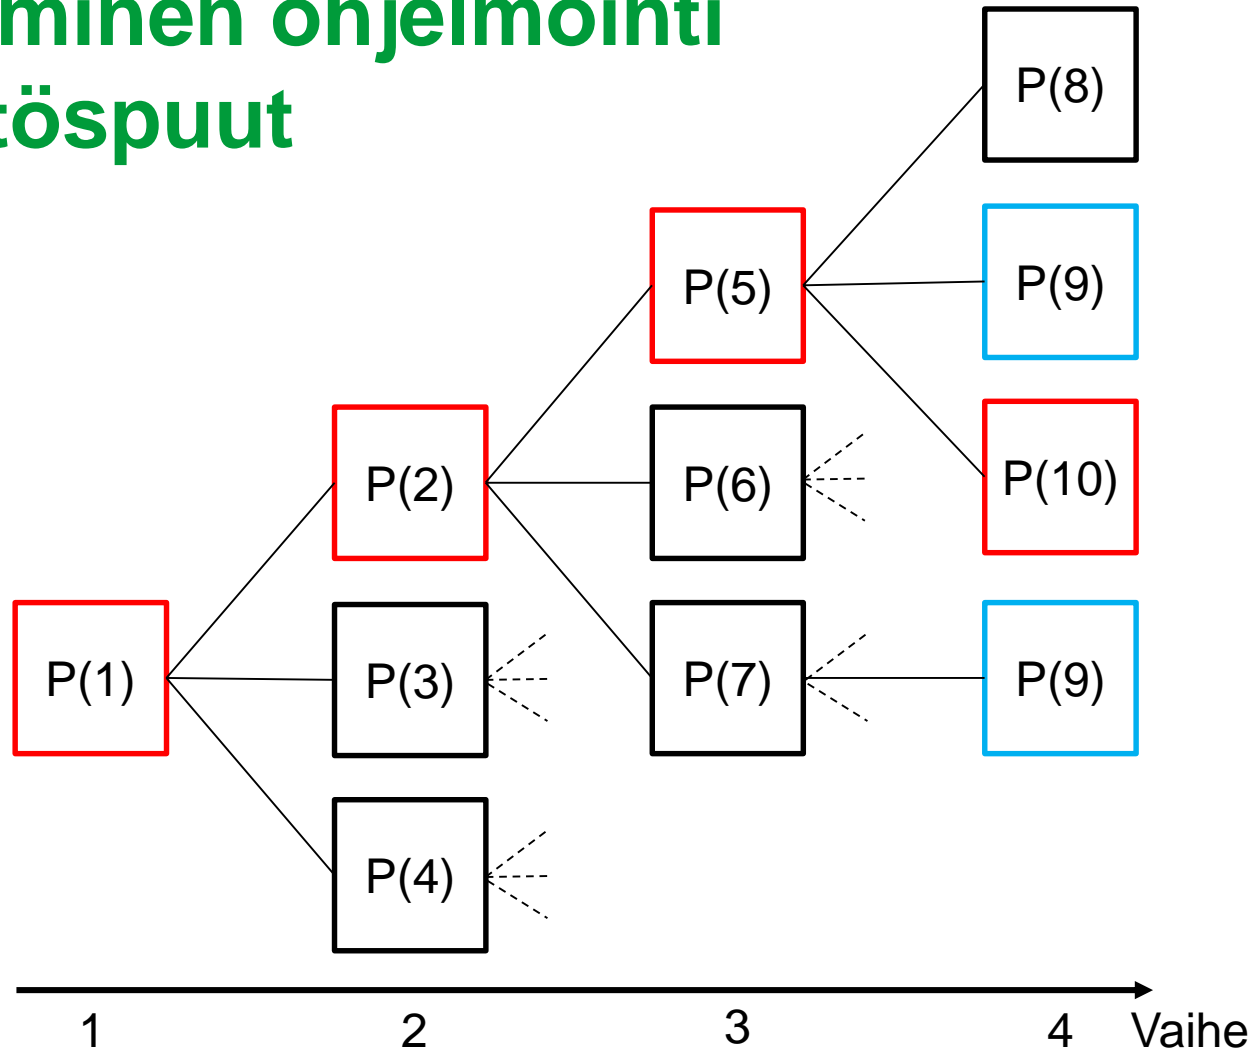 minen ohjelmointi
töspuut
P(8)
P(5)
P(9)
P(2)
P(6)
P(10)
P(1)
P(3)
P(7)
P(9)
P(4)
1 2 3 4 Vaihe